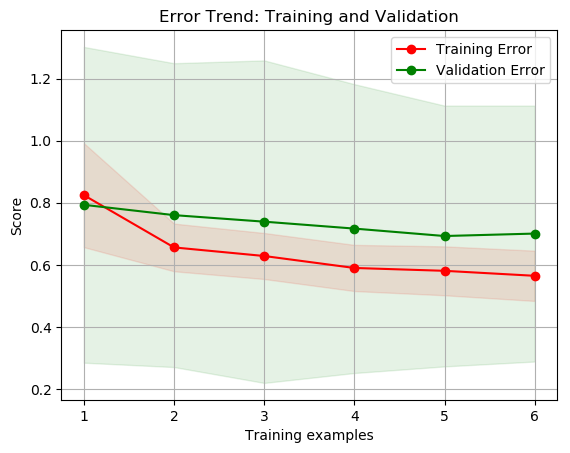 Error Trend: Training and Validation
Training Error
Validation Error
Score
1.2
1.0
0.8
0.6
0.4
0.2
1 2 3 4 5 6
Training examples